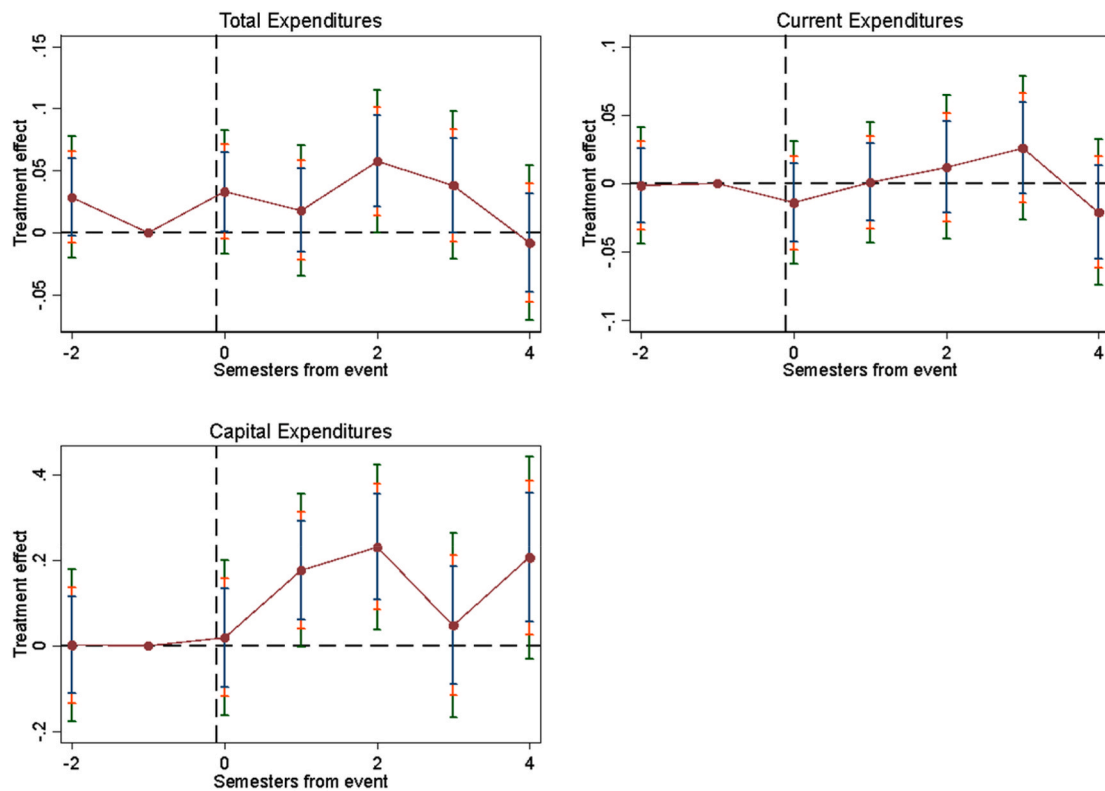 Total Expenditures
Treatment effect
.15
.1
.05
0
-.05
-2
0
2
4
Semesters from event
Current Expenditures
Treatment effect
.1
.05
0
-.05
-.1
-2
0
2
4
Semesters from event
Capital Expenditures
Treatment effect
.4
.2
0
-.2
-2
0
2
4
Semesters from event